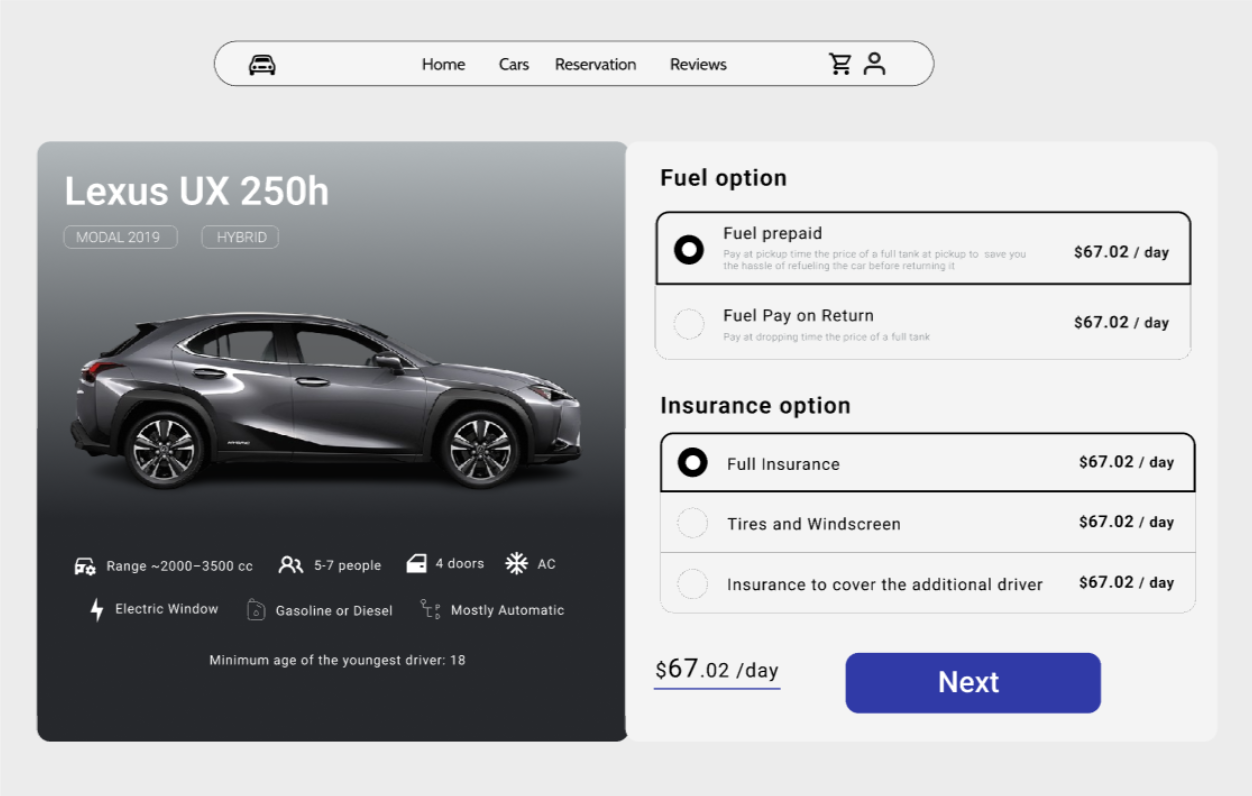 Home Cars Reservation Reviews
Lexus UX 250h
MODAL 2019 HYBRID
HYBRID
Range ~2000–3500 cc 5-7 people 4 doors AC
Electric Window Gasoline or Diesel Mostly Automatic
P
D
Minimum age of the youngest driver: 18
Fuel option
Fuel prepaid
Pay at pickup time the price of a full tank at pickup to save you
the hassle of refueling the car before returning it
$67.02 / day
Fuel Pay on Return
Pay at dropping time the price of a full tank
$67.02 / day
Insurance option
Full Insurance $67.02 / day
Tires and Windscreen $67.02 / day
Insurance to cover the additional driver $67.02 / day
$67.02 /day
Next